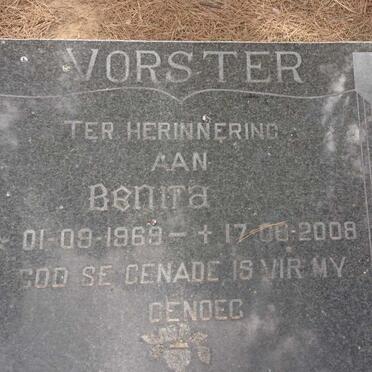 VORSTER
TER HERINNERING
AAN
Benita
01-09-1969 - + 17-06-2008
GOD SE GENADE IS VIR MY
GENOEG